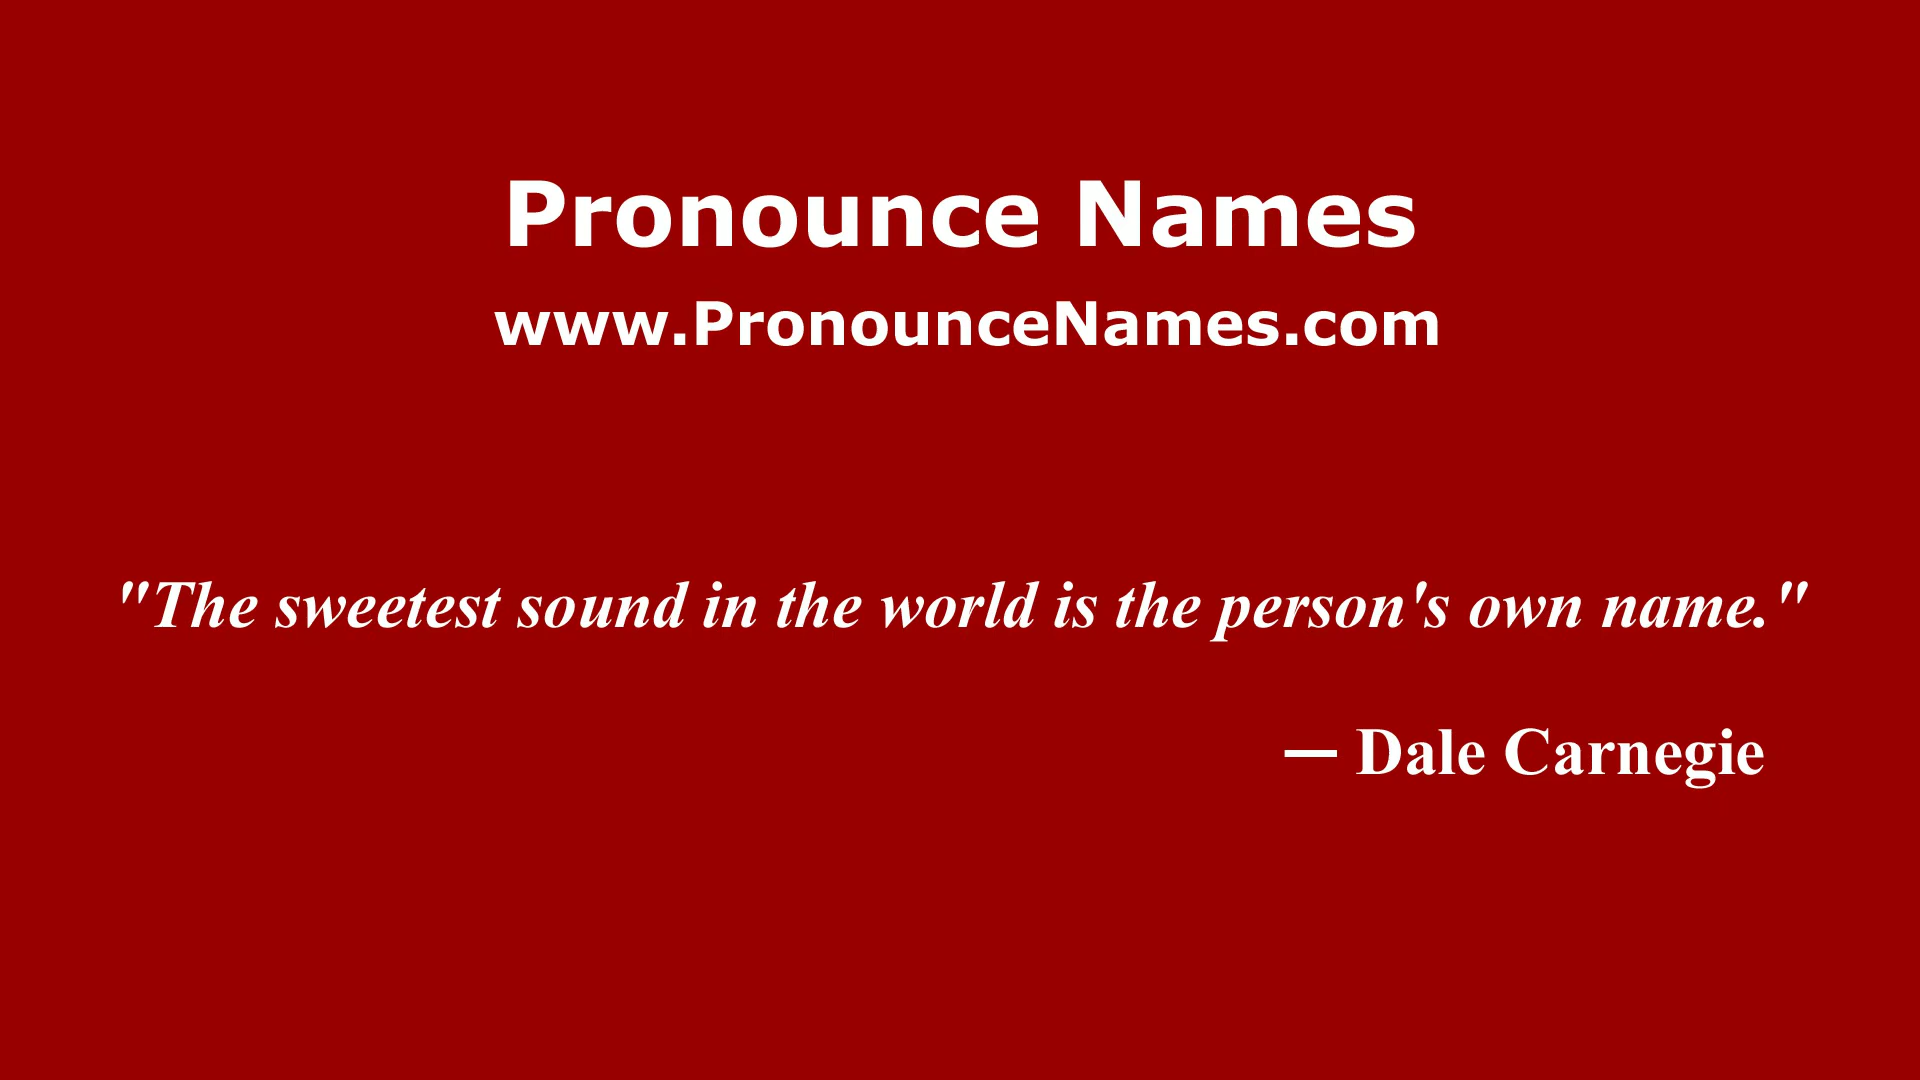 Pronounce Names
www.PronounceNames.com
"The sweetest sound in the world is the person's own name."
— Dale Carnegie